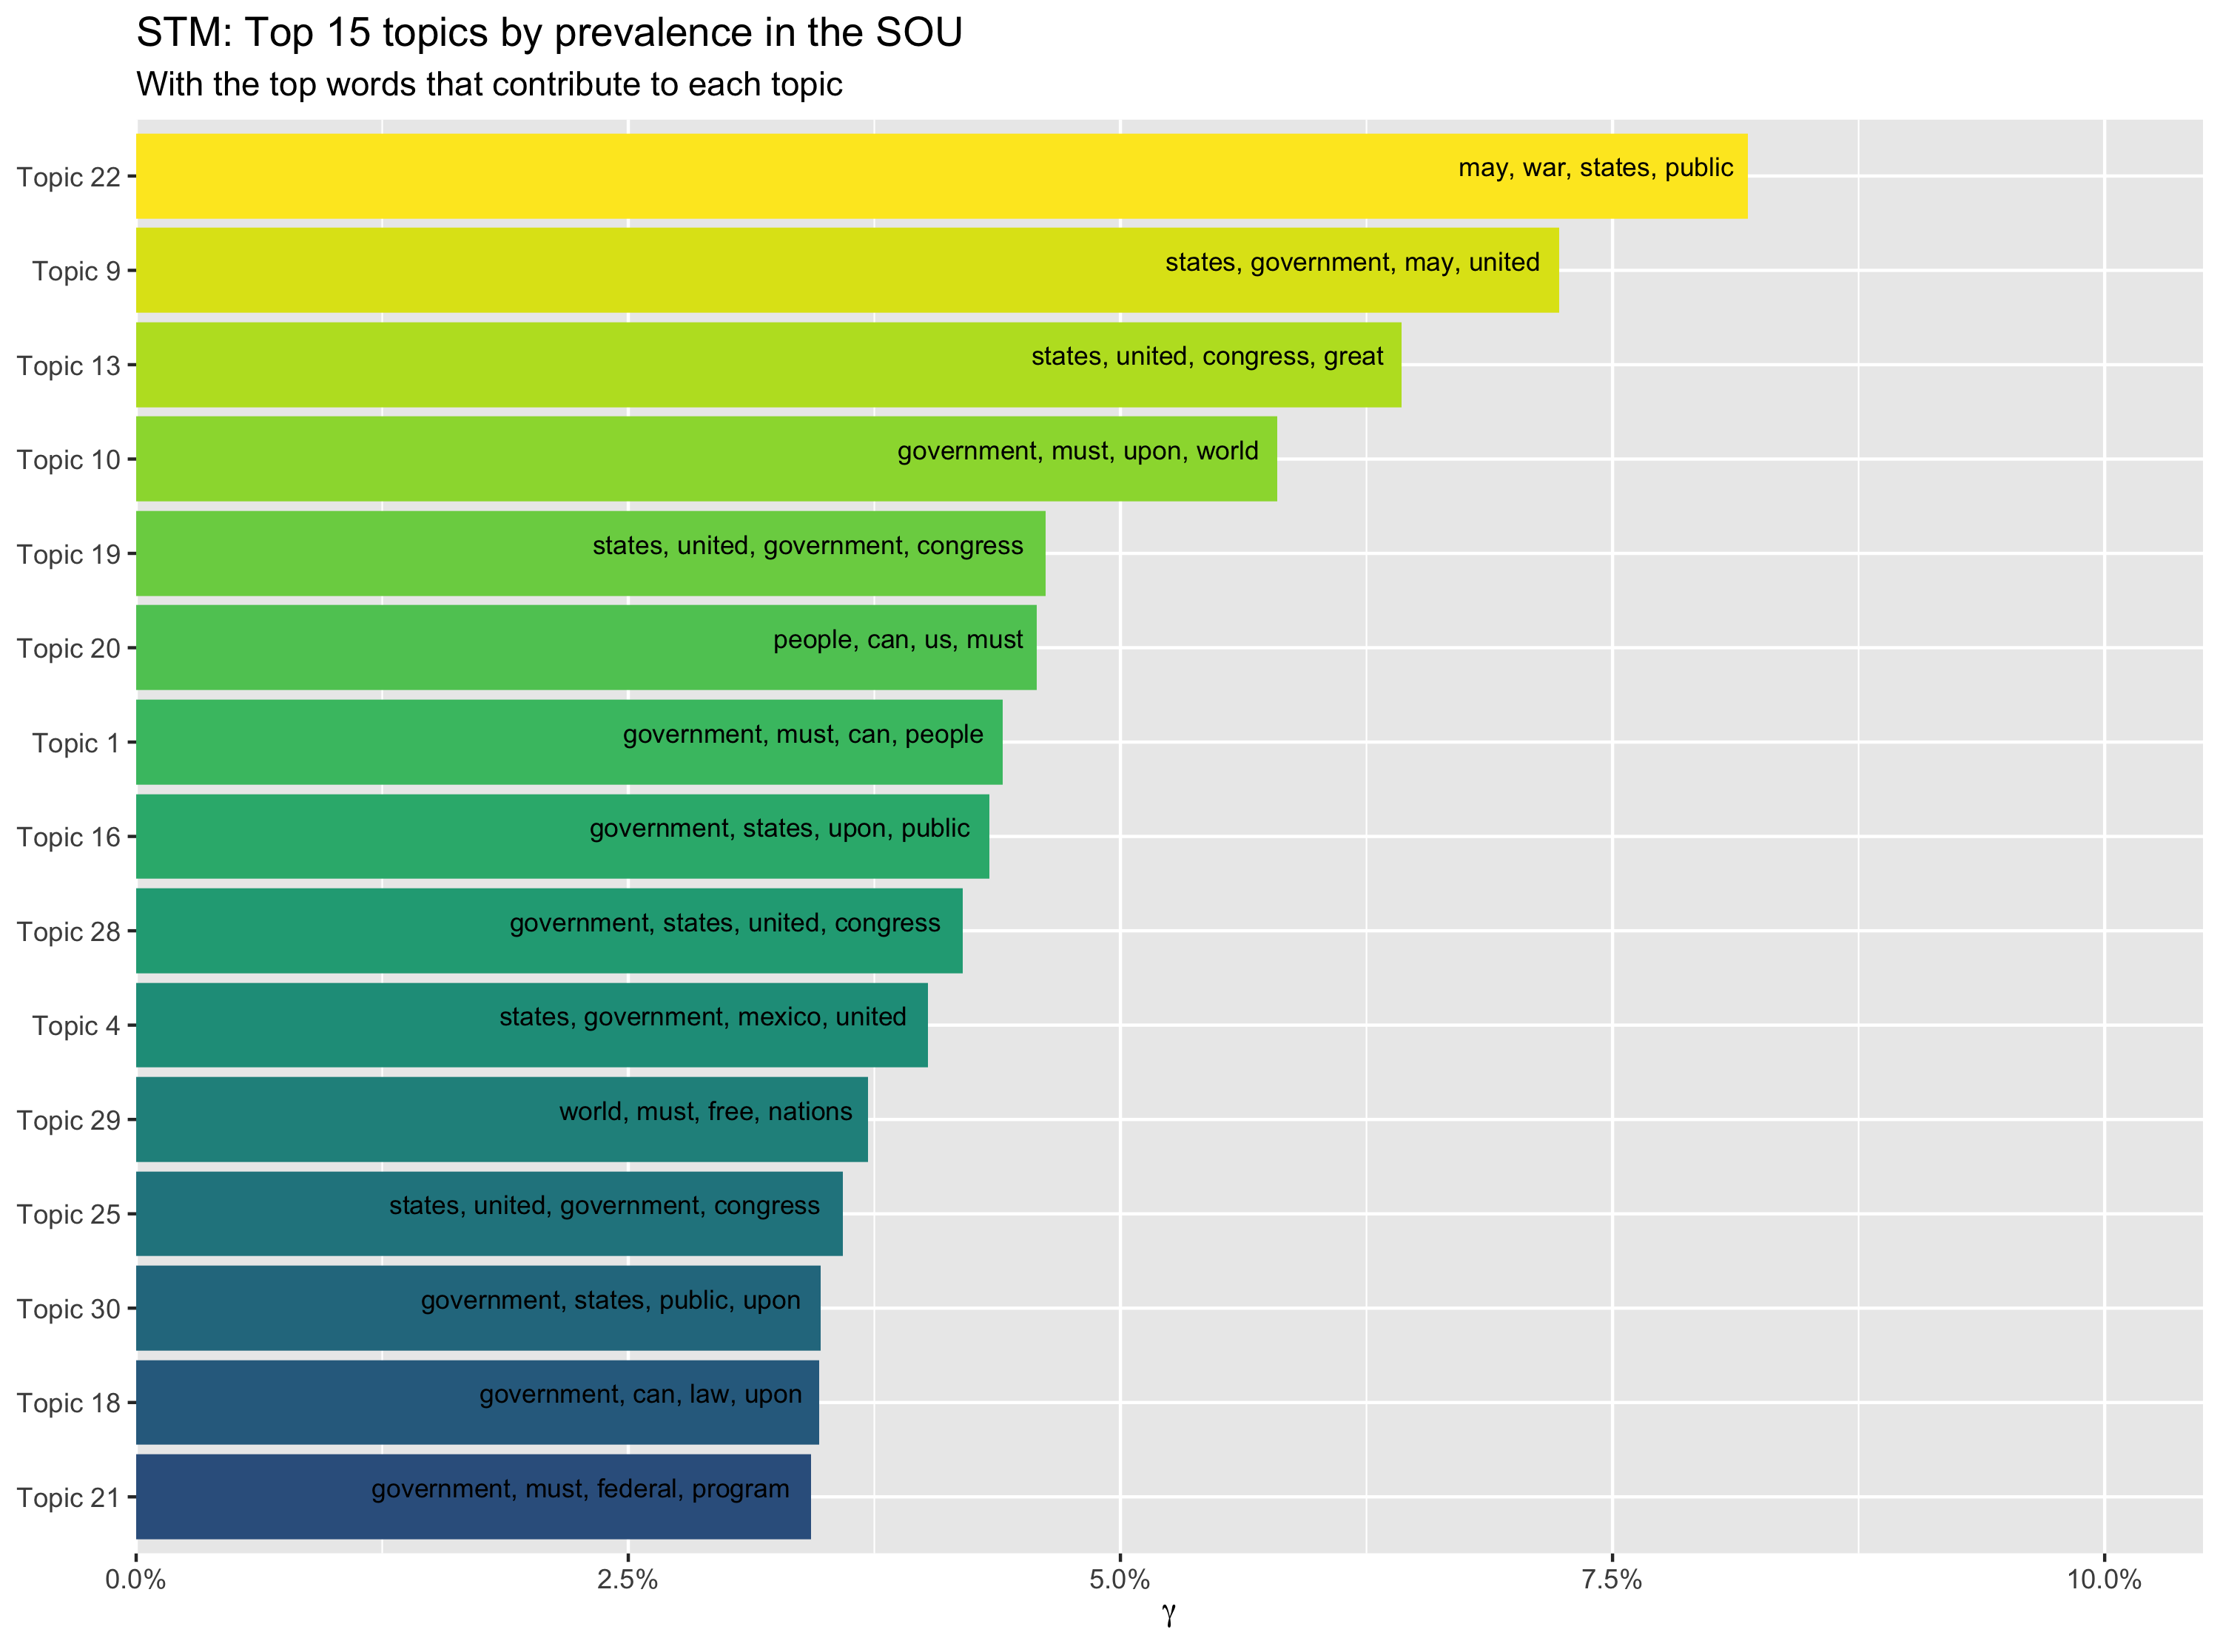 STM: Top 15 topics by prevalence in the SOU
With the top words that contribute to each topic
Topic 22 may, war, states, public
Topic 9 states, government, may, united
Topic 13 states, united, congress, great
Topic 10 government, must, upon, world
Topic 19 states, united, government, congress
Topic 20 people, can, us, must
Topic 1 government, must, can, people
Topic 16 government, states, upon, public
Topic 28 government, states, united, congress
Topic 4 states, government, mexico, united
Topic 29 world, must, free, nations
Topic 25 states, united, government, congress
Topic 30 government, states, public, upon
Topic 18 government, can, law, upon
Topic 21 government, must, federal, program
0.0% 2.5% 5.0% 7.5% 10.0%
γ